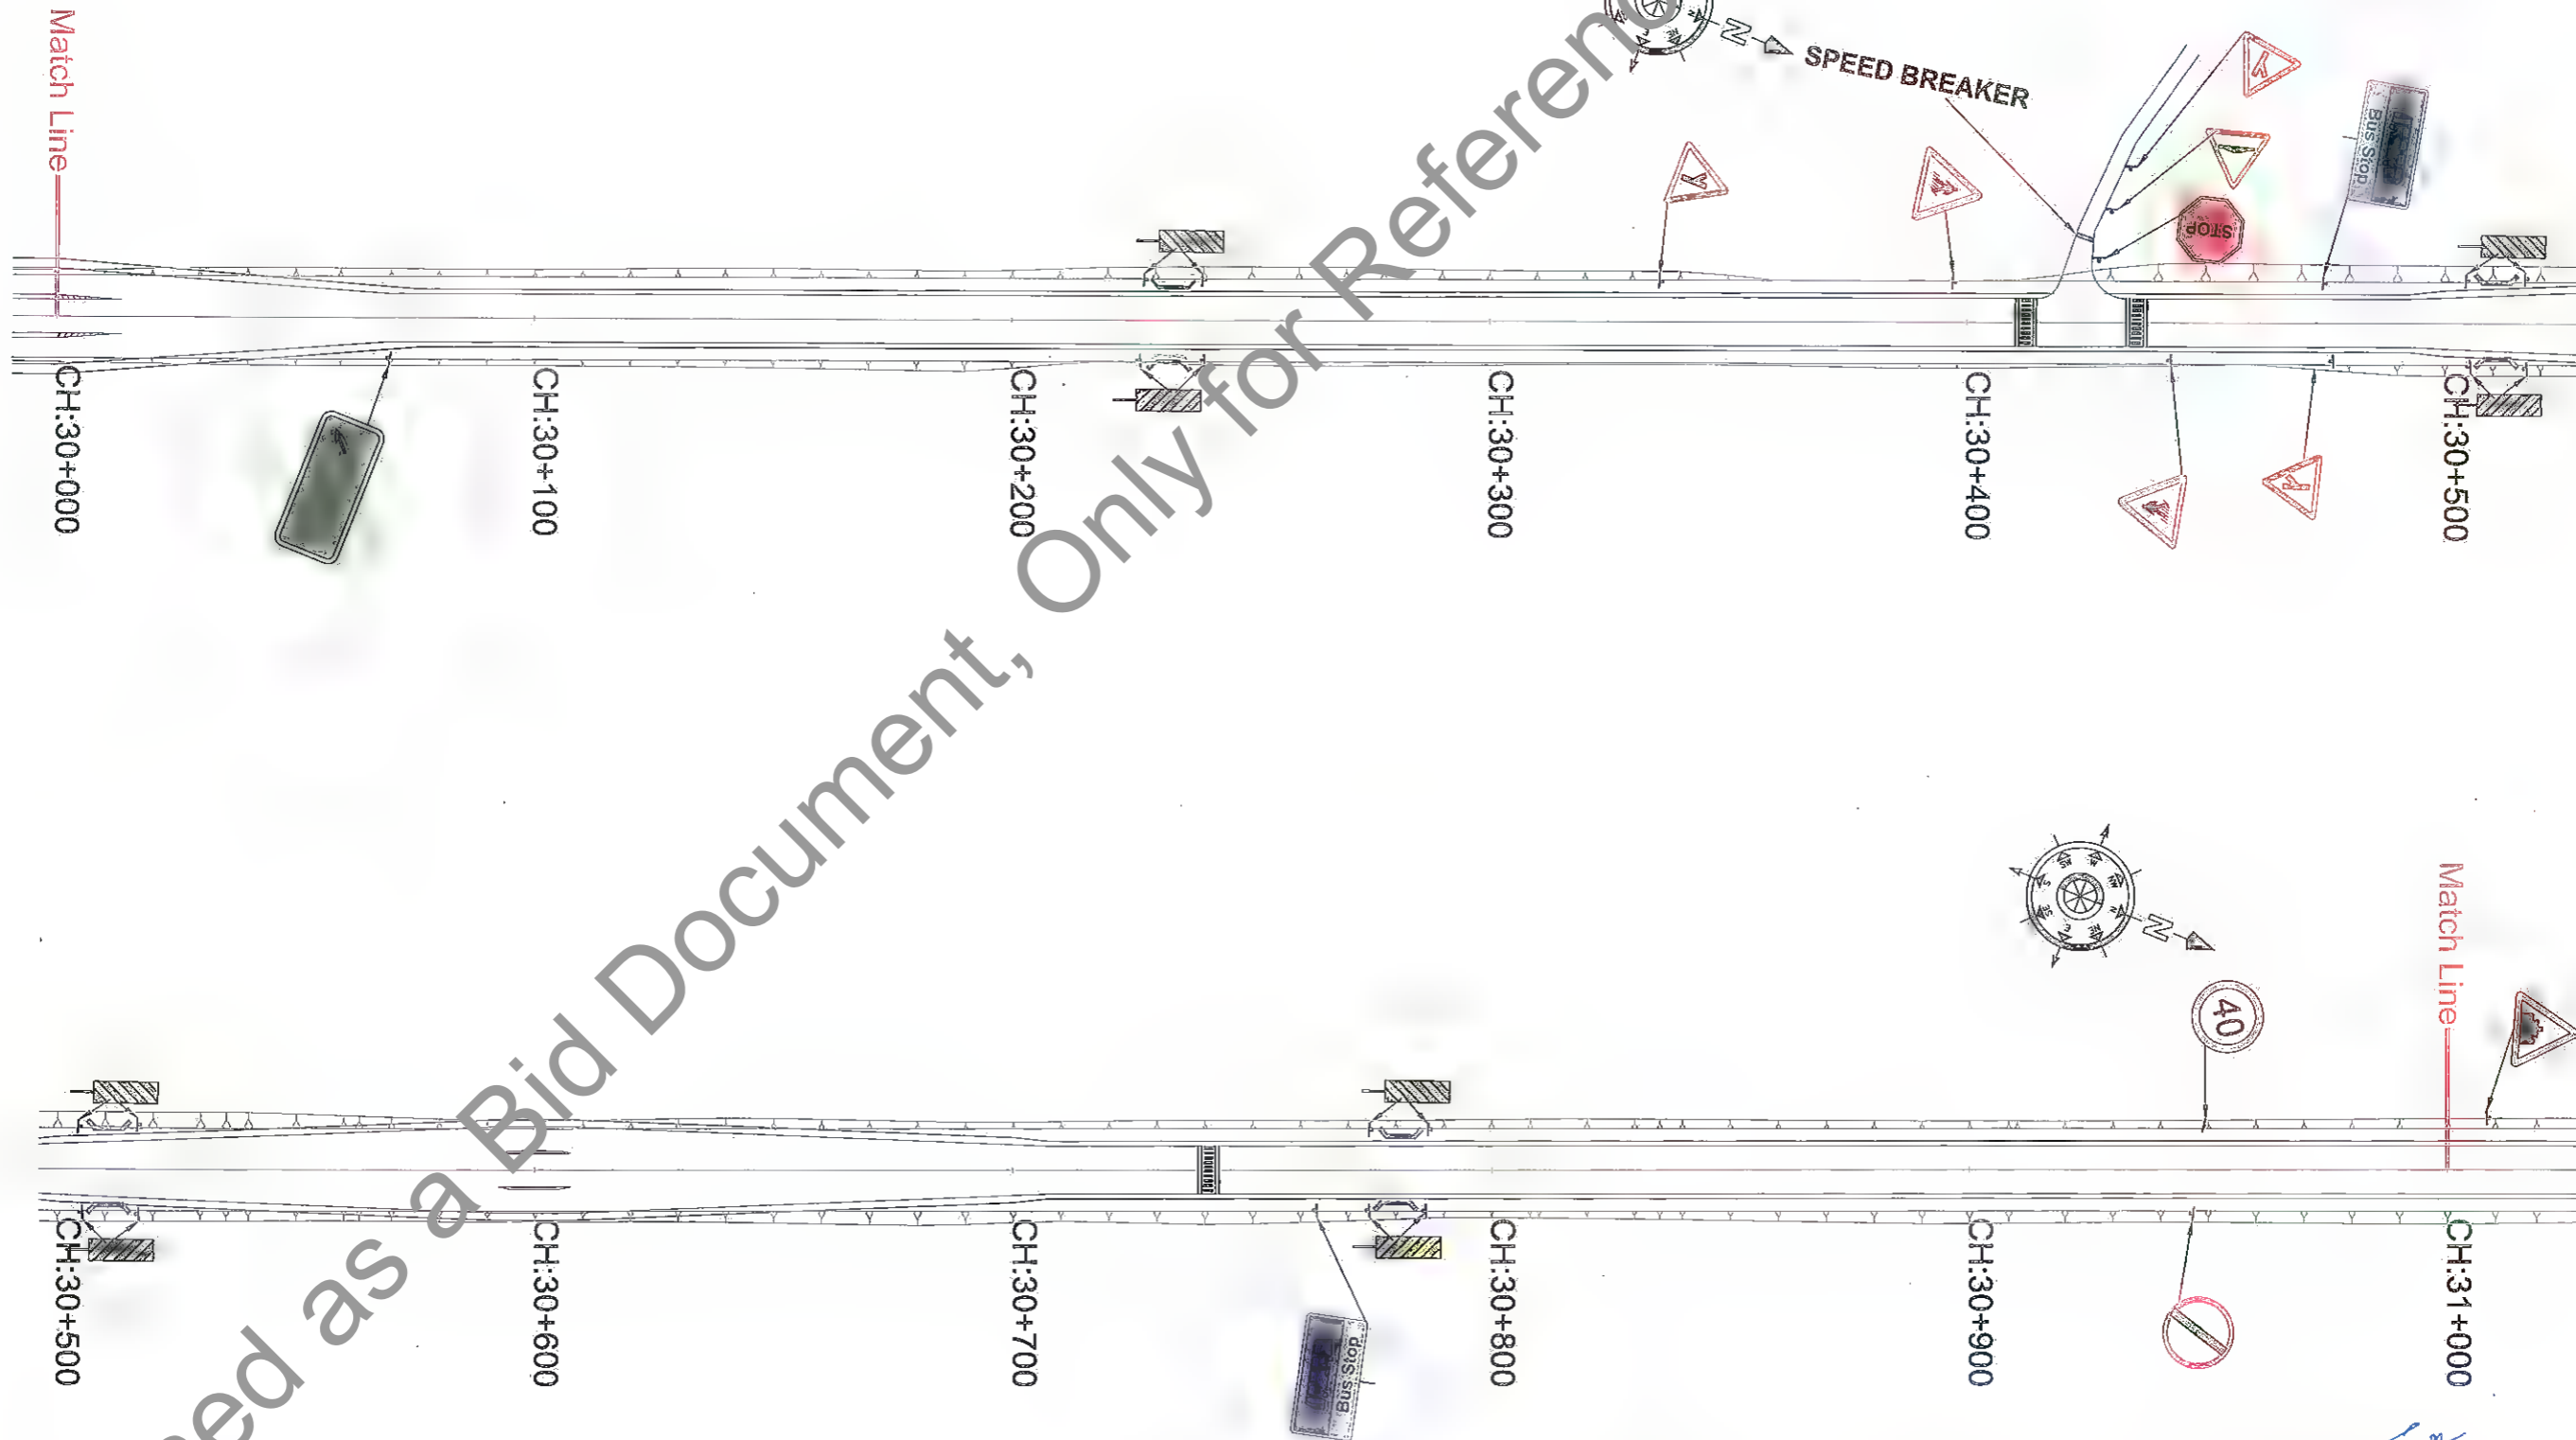 Match Line
N
SPEED BREAKER
STOP
Bus Stop
CH:30+000
CH:30+100
CH:30+200
CH:30+300
CH:30+400
CH:30+500
N
Match Line
40
CH:30+500
CH:30+600
CH:30+700
CH:30+800
CH:30+900
CH:31+000
Bus Stop
as a Bid Document, Only for